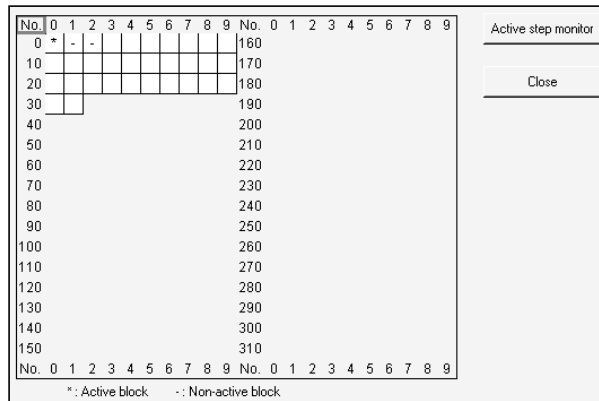 No. 0 1 2 3 4 5 6 7 8 9 No. 0 1 2 3 4 5 6 7 8 9
0 * - - 160
10 170
20 180
30 190
40 200
50 210
60 220
70 230
80 240
90 250
100 260
110 270
120 280
130 290
140 300
150 310
No. 0 1 2 3 4 5 6 7 8 9 No. 0 1 2 3 4 5 6 7 8 9
* : Active block - : Non-active block
Active step monitor
Close